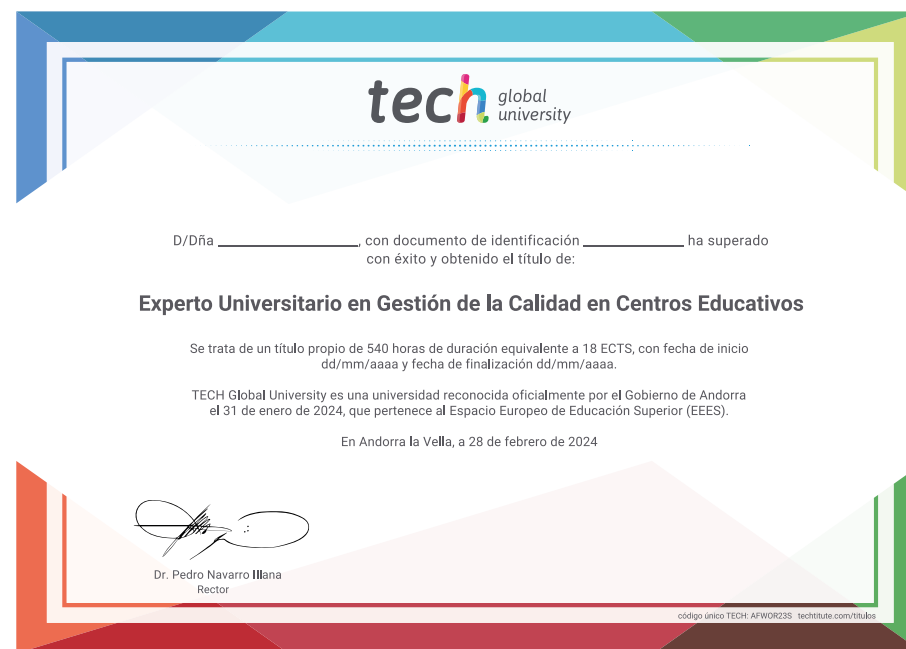 tech global university
D/Dña ____________________, con documento de identificación ______________ ha superado
con éxito y obtenido el título de:
Experto Universitario en Gestión de la Calidad en Centros Educativos
Se trata de un título propio de 540 horas de duración equivalente a 18 ECTS, con fecha de inicio
dd/mm/aaaa y fecha de finalización dd/mm/aaaa.
TECH Global University es una universidad reconocida oficialmente por el Gobierno de Andorra
el 31 de enero de 2024, que pertenece al Espacio Europeo de Educación Superior (EEES).
En Andorra la Vella, a 28 de febrero de 2024
Dr. Pedro Navarro Illana
Rector
código único TECH: AFWOR23S techtitute.com/titulos